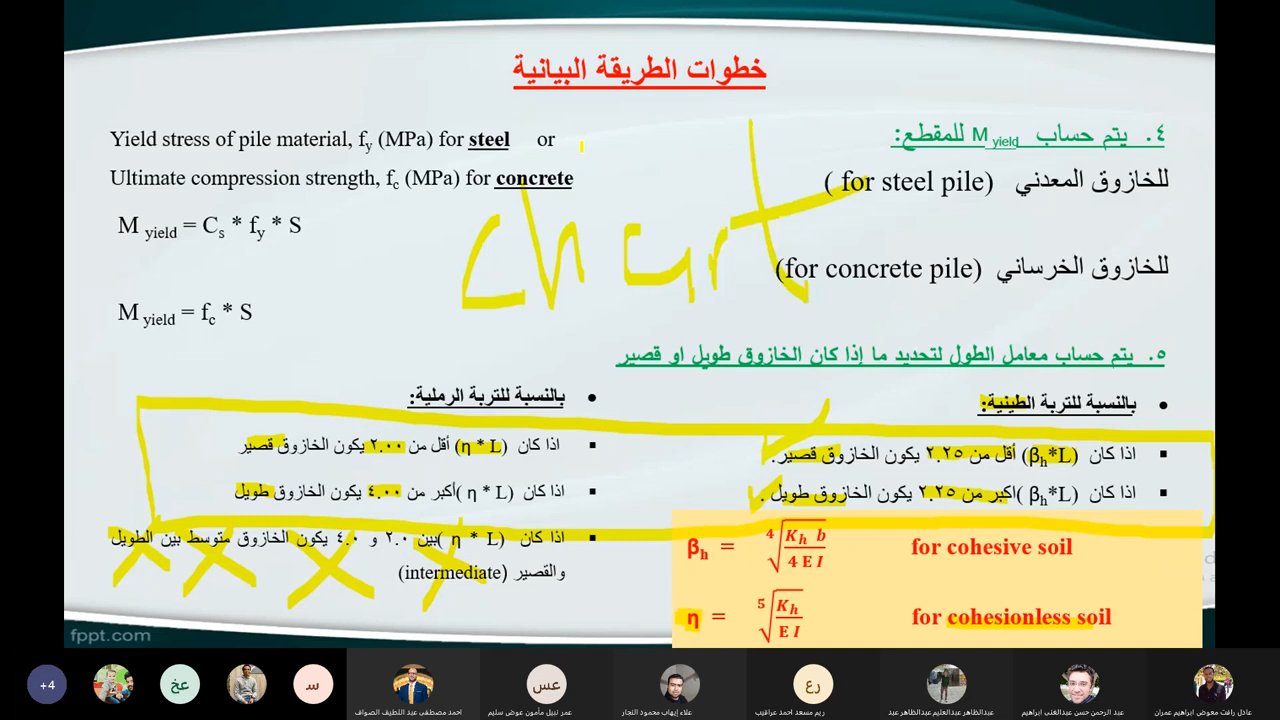 خطوات الطريقة البيانية
٤. يتم حساب M yield للمقطع:
للخازوق المعدني (for steel pile )
Yield stress of pile material, fy (MPa) for steel or
Ultimate compression strength, fc (MPa) for concrete
M yield = Cs * fy * S
chart
للخازوق الخرساني (for concrete pile)
M yield = fc * S
٥. يتم حساب معامل الطول لتحديد ما إذا كان الخازوق طويل او قصير
• بالنسبة للتربة الطينية:
▪ اذا كان (βh*L) أقل من ٢.٢٥ يكون الخازوق قصير.
▪ اذا كان (βh*L )اكبر من ٢.٢٥ يكون الخازوق طويل .
• بالنسبة للتربة الرملية:
▪ اذا كان (η * L) أقل من ٢.٠٠ يكون الخازوق قصير
▪ اذا كان (η * L )أكبر من ٤.٠٠ يكون الخازوق طويل
▪ اذا كان (η * L )بين ٢.٠ و ٤.٠ يكون الخازوق متوسط بين الطويل
والقصير (intermediate)
βh = ⁴√(Kh b / 4 E I) for cohesive soil
η = ⁵√(Kh / E I) for cohesionless soil
fppt.com
+4
عخ
س
عس
رع
احمد مصطفى عبد اللطيف الصواف
عمر نبيل مأمون عوض سليم
علاء إيهاب محمود النجار
ريم مسعد احمد عراقيب
عبدالظاهر عبدالعليم عبدالظاهر عبد
عبد الرحمن حسن عبدالغنى ابراهيم
عادل رافت معوض ابراهيم عمران